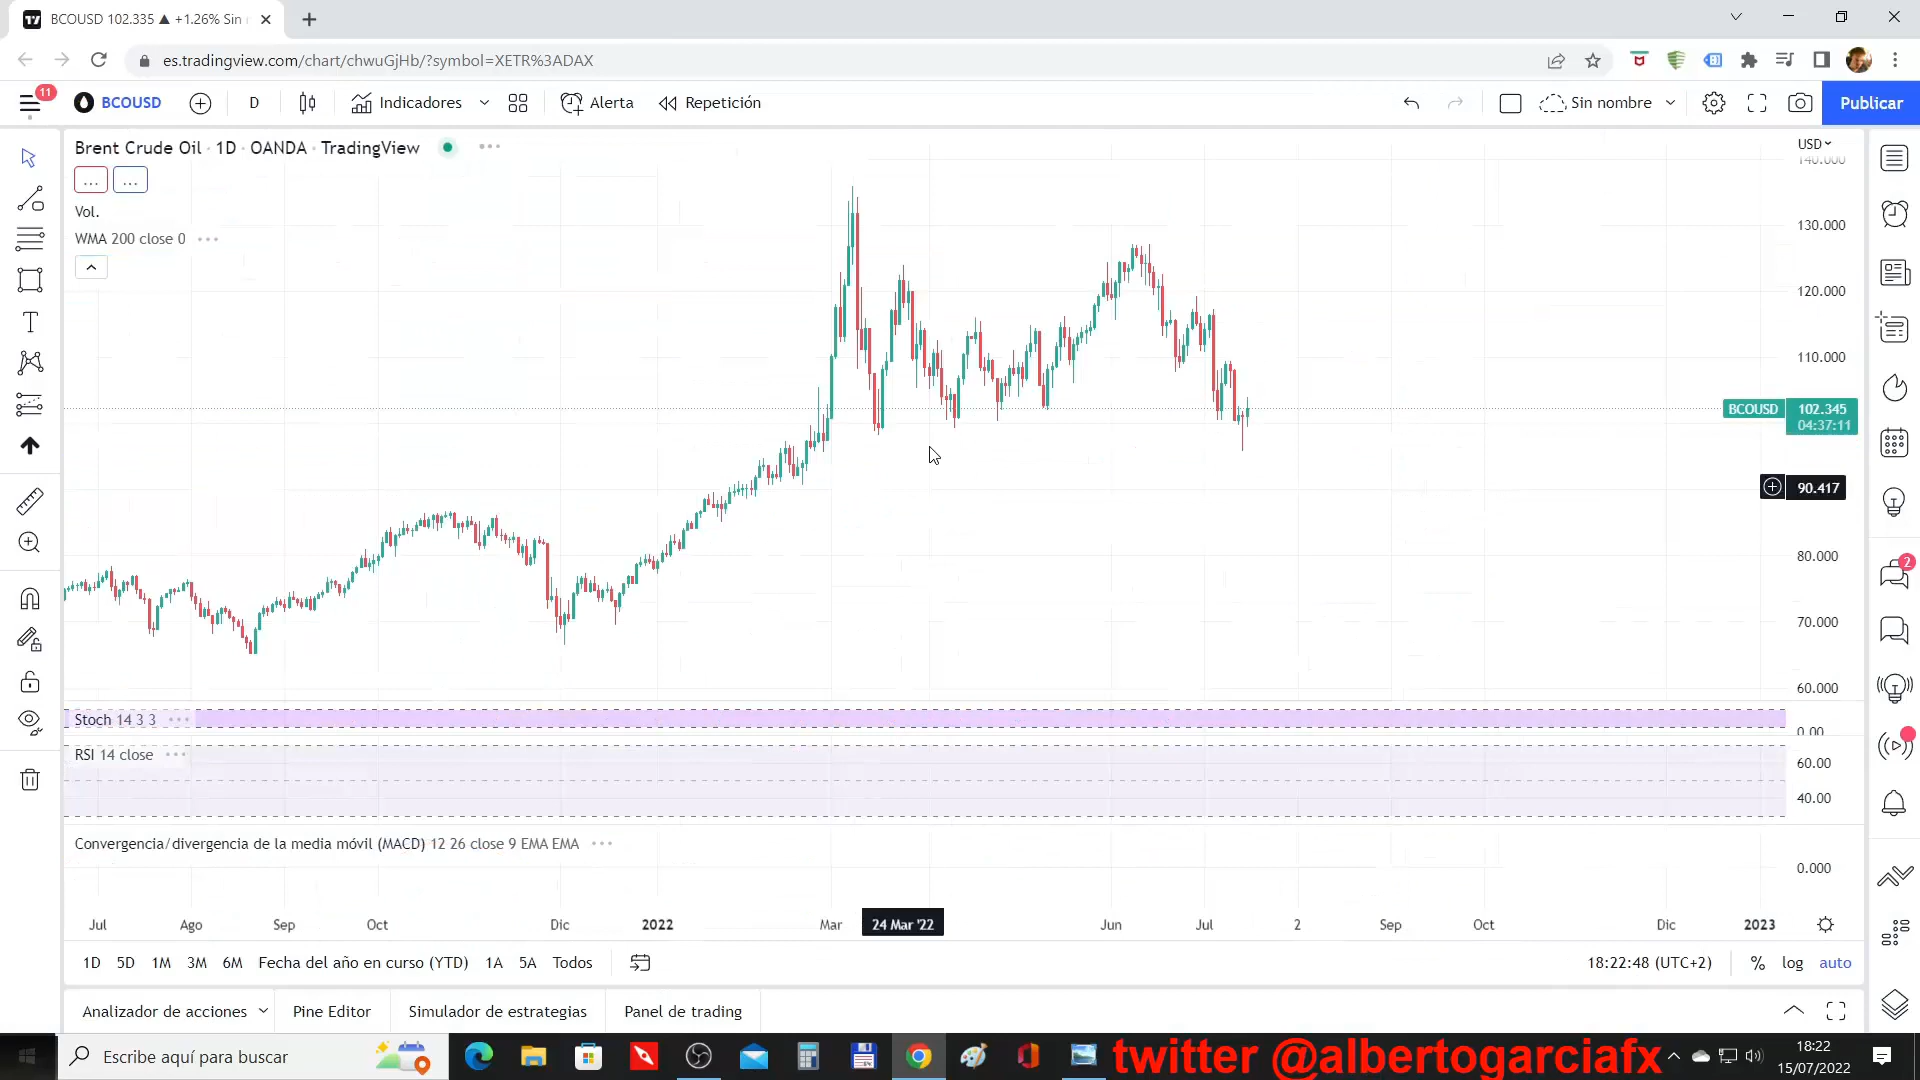 BCOUSD 102.335 ▲ +1.26% Sin
es.tradingview.com/chart/chwuGjHb/?symbol=XETR%3ADAX
11
BCOUSD
D
Indicadores
Alerta
Repetición
Sin nombre
Publicar
Brent Crude Oil · 1D · OANDA · TradingView
USD
140.000
...
...
Vol.
WMA 200 close 0
130.000
120.000
110.000
BCOUSD 102.345
04:37:11
90.417
80.000
70.000
60.000
2
Stoch 14 3 3
0.00
RSI 14 close
60.00
40.00
Convergencia/divergencia de la media móvil (MACD) 12 26 close 9 EMA EMA
0.000
Jul Ago Sep Oct Dic 2022 Mar 24 Mar '22 Jun Jul 2 Sep Oct Dic 2023
1D 5D 1M 3M 6M Fecha del año en curso (YTD) 1A 5A Todos
18:22:48 (UTC+2) % log auto
Analizador de acciones Pine Editor Simulador de estrategias Panel de trading
Escribe aquí para buscar
twitter @albertogarciafx
18:22
15/07/2022